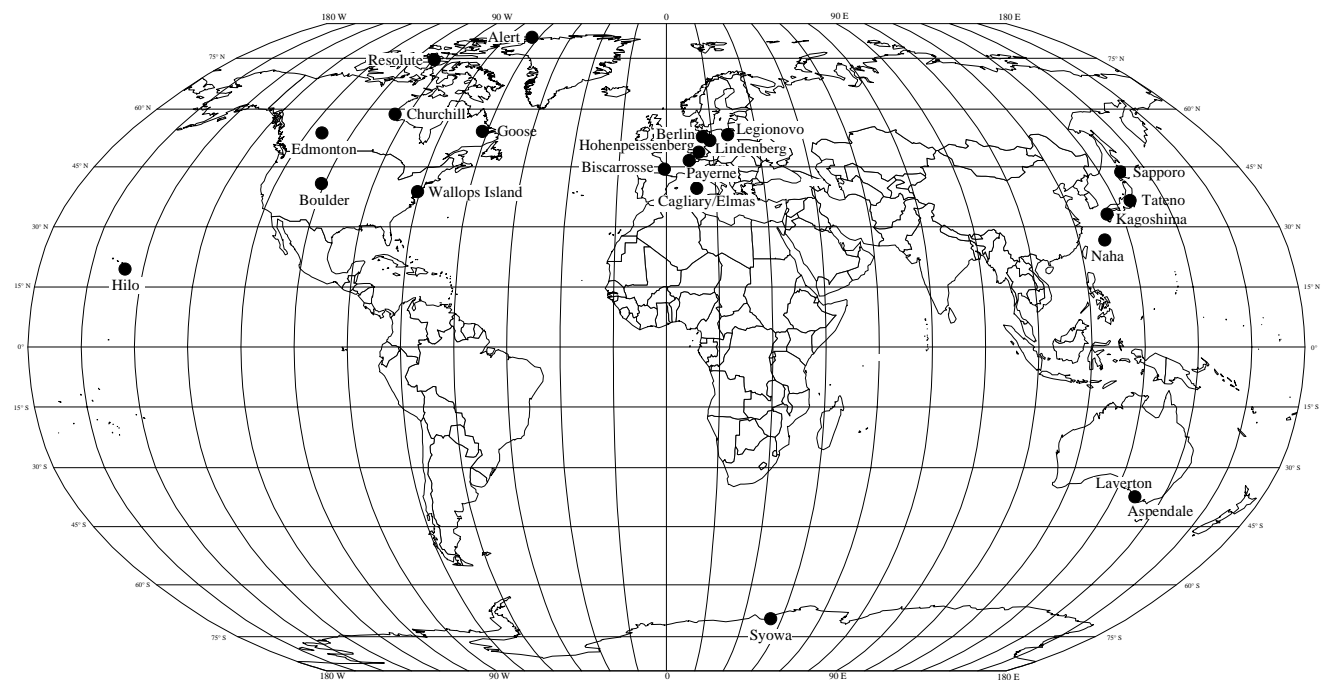 180 W 90 W 0 90 E 180 E
Alert
75° N 75° N
Resolute
60° N 60° N
Churchill
Goose
Berlin Legionovo
Edmonton Hohenpeissenberg Lindenberg
45° N Biscarrosse Payerne 45° N
Sapporo
Boulder Wallops Island
Cagliary/Elmas Tateno
Kagoshima
30° N 30° N
Naha
Hilo
15° N 15° N
0° 0°
15° S 15° S
30° S 30° S
Laverton
Aspendale
45° S 45° S
60° S 60° S
Syowa
75° S 75° S
180 W 90 W 0 90 E 180 E